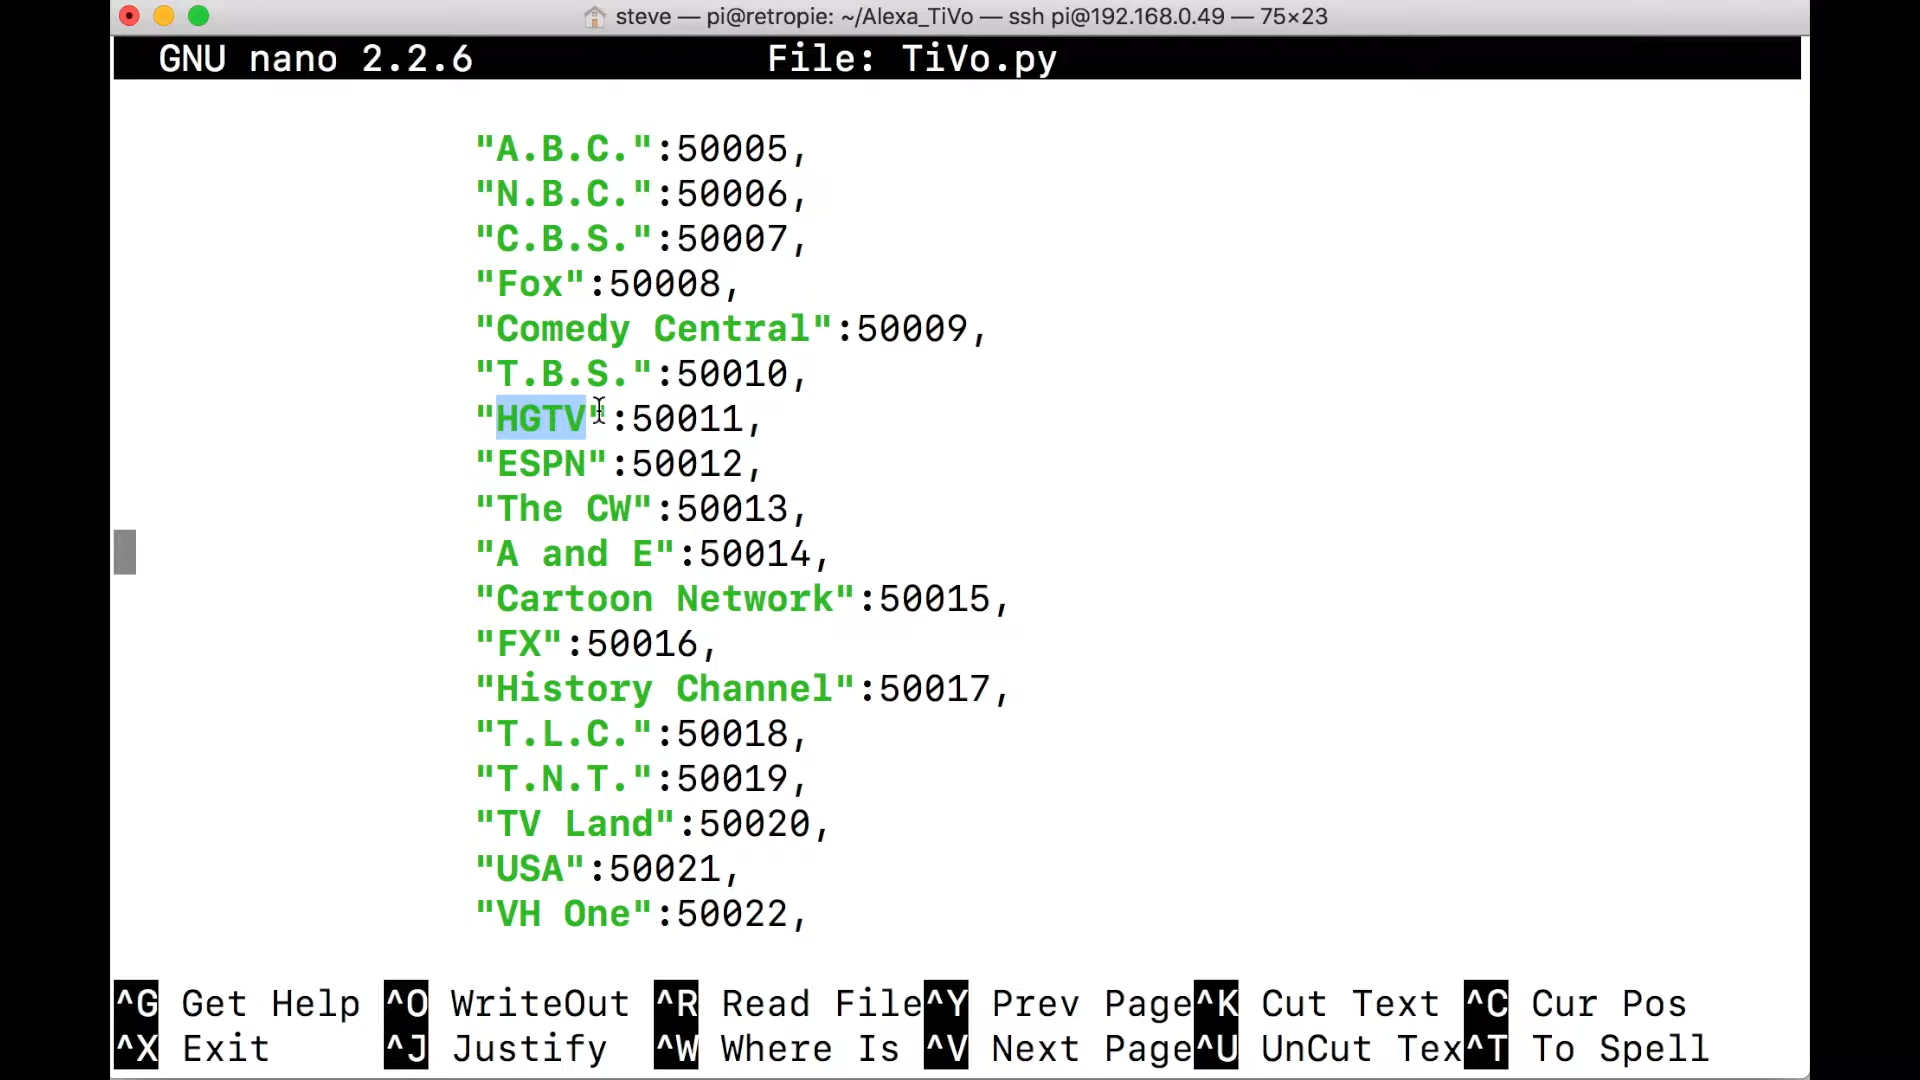 steve — pi@retropie: ~/Alexa_TiVo — ssh pi@192.168.0.49 — 75×23
GNU nano 2.2.6 File: TiVo.py
"A.B.C.":50005,
"N.B.C.":50006,
"C.B.S.":50007,
"Fox":50008,
"Comedy Central":50009,
"T.B.S.":50010,
"HGTV":50011,
"ESPN":50012,
"The CW":50013,
"A and E":50014,
"Cartoon Network":50015,
"FX":50016,
"History Channel":50017,
"T.L.C.":50018,
"T.N.T.":50019,
"TV Land":50020,
"USA":50021,
"VH One":50022,
^G Get Help ^O WriteOut ^R Read File^Y Prev Page^K Cut Text ^C Cur Pos
^X Exit ^J Justify ^W Where Is ^V Next Page^U UnCut Tex^T To Spell